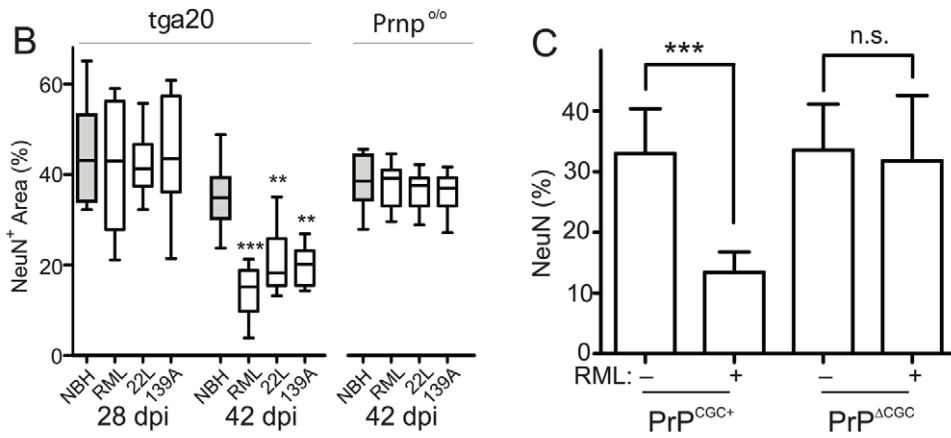 B
tga20
Prnp o/o
NeuN+ Area (%)
60
40
20
0
***
**
**
NBH
RML
22L
139A
NBH
RML
22L
139A
NBH
RML
22L
139A
28 dpi
42 dpi
42 dpi
C
***
n.s.
NeuN (%)
40
30
20
10
0
RML: – + – +
PrP CGC+
PrP ΔCGC